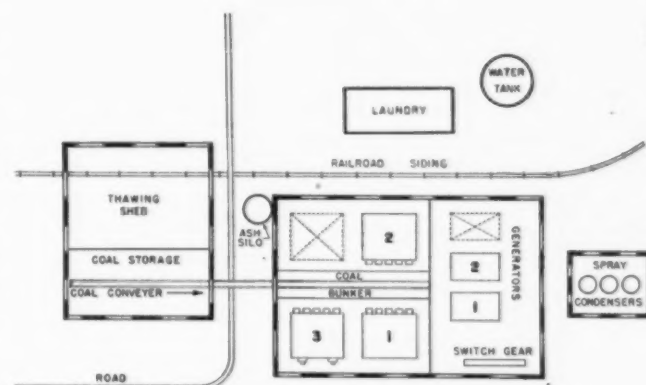 WATER
TANK
LAUNDRY
RAILROAD SIDING
THAWING
SHED
ASH
SILO
2
GENERATORS
COAL STORAGE
COAL
2
SPRAY
COAL CONVEYER
BUNKER
CONDENSERS
3
1
1
SWITCH GEAR
ROAD